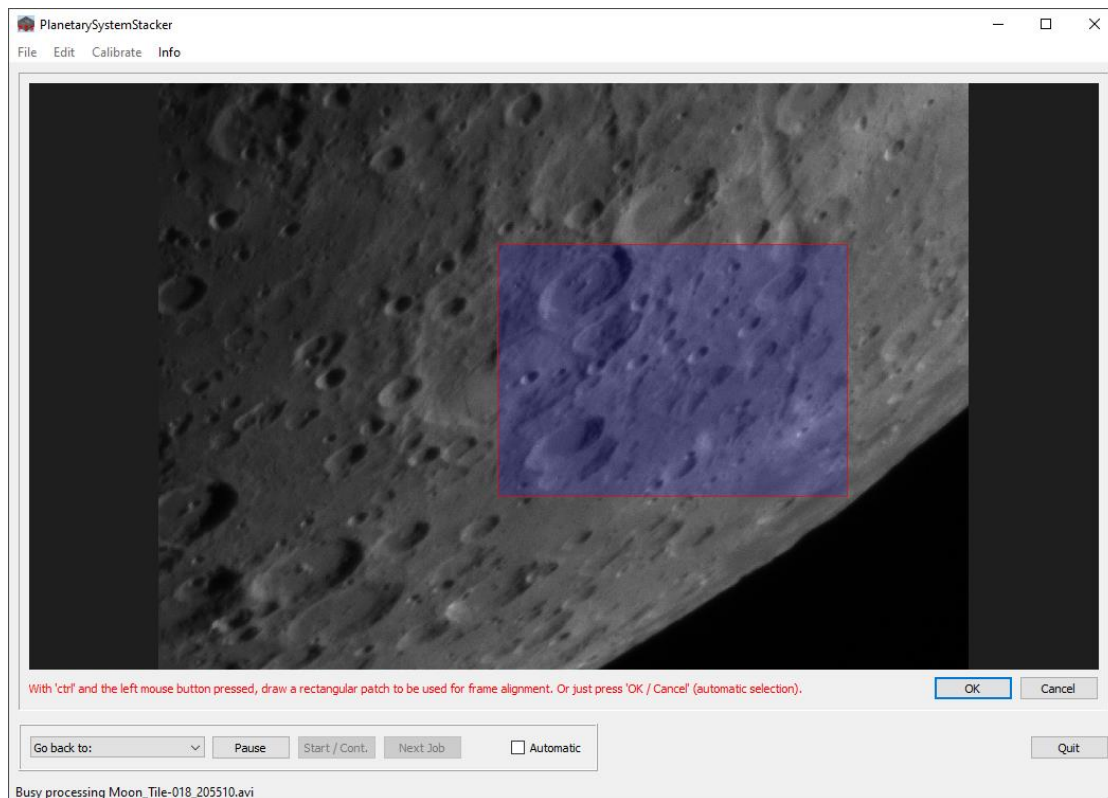 PlanetarySystemStacker
File Edit Calibrate Info
With 'ctrl' and the left mouse button pressed, draw a rectangular patch to be used for frame alignment. Or just press 'OK / Cancel' (automatic selection).
OK Cancel
Go back to: Pause Start / Cont. Next Job Automatic Quit
Busy processing Moon_Tile-018_205510.avi